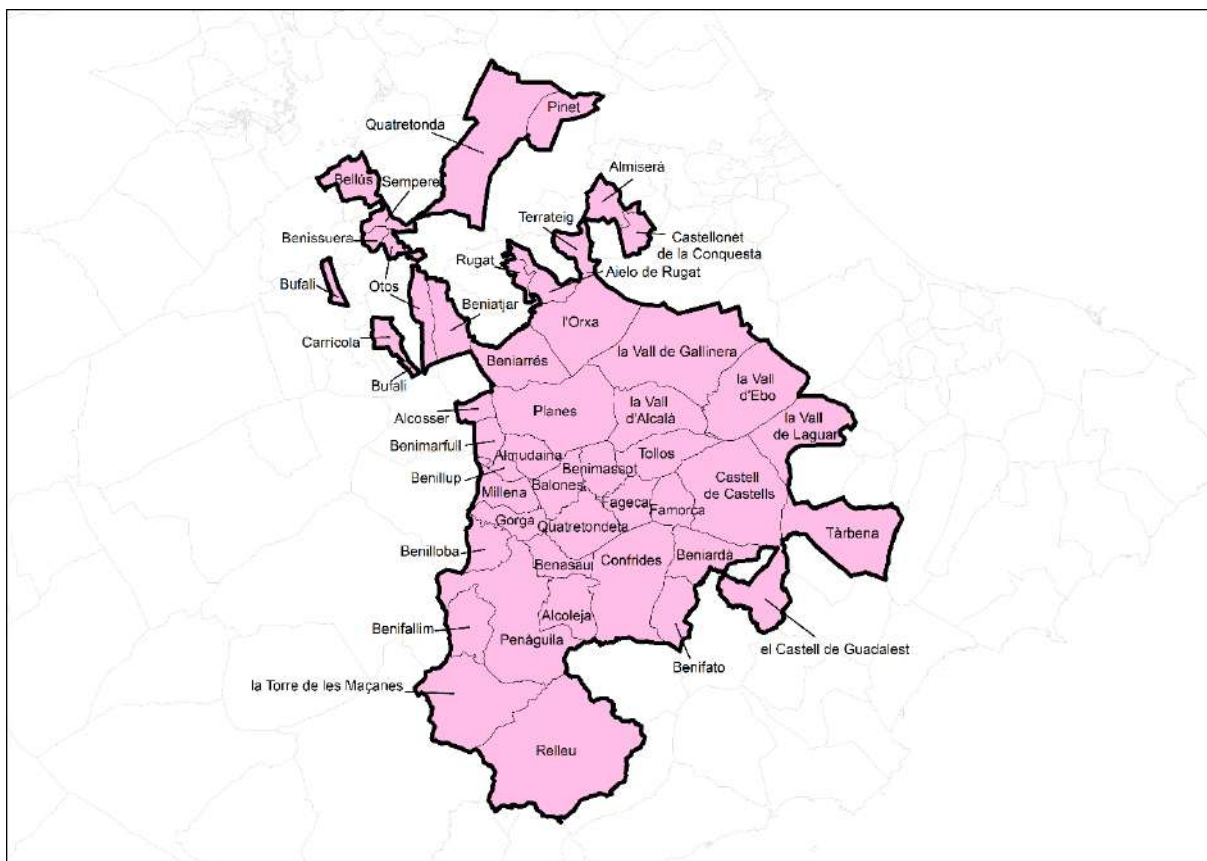 Pinet
Quatretonda
Almiserà
Bellús
Sempere
Terrateig
Castellonet
de la Conquesta
Benissuera
Rugat
Aielo de Rugat
Bufali
Otos
Beniatjar
l'Orxa
Carrícola
Beniarrés
la Vall de Gallinera
Bufali
la Vall
d'Ebo
Alcosser
Planes
la Vall
d'Alcalà
la Vall
de Laguar
Benimarfull
Almudaina
Tollos
Benimassot
Benillup
Balones
Castell
de Castells
Millena
Fageca
Famorca
Gorga
Quatretondeta
Tàrbena
Benilloba
Benasau
Confrides
Beniardà
Alcoleja
Benifallim
Penàguila
el Castell de Guadalest
Benifato
la Torre de les Maçanes
Relleu